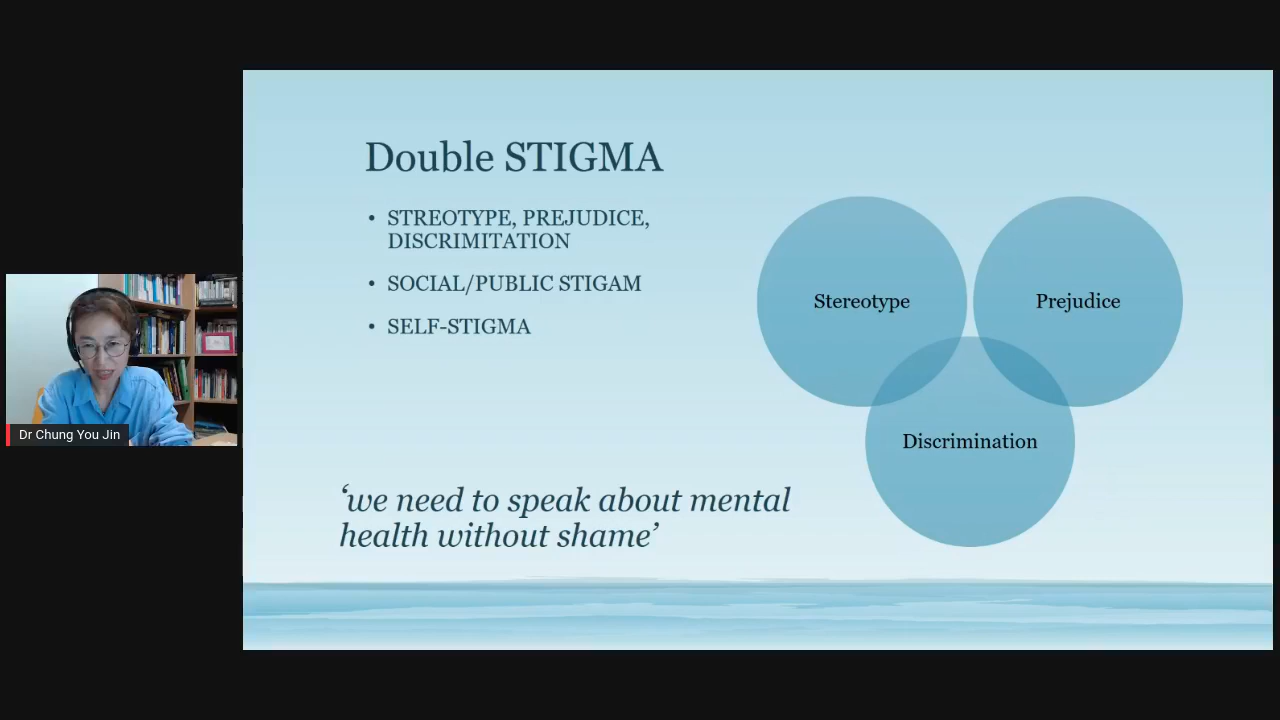 Double STIGMA
• STREOTYPE, PREJUDICE,
DISCRIMITATION
• SOCIAL/PUBLIC STIGAM
• SELF-STIGMA
Stereotype
Prejudice
Discrimination
‘we need to speak about mental
health without shame’
Dr Chung You Jin